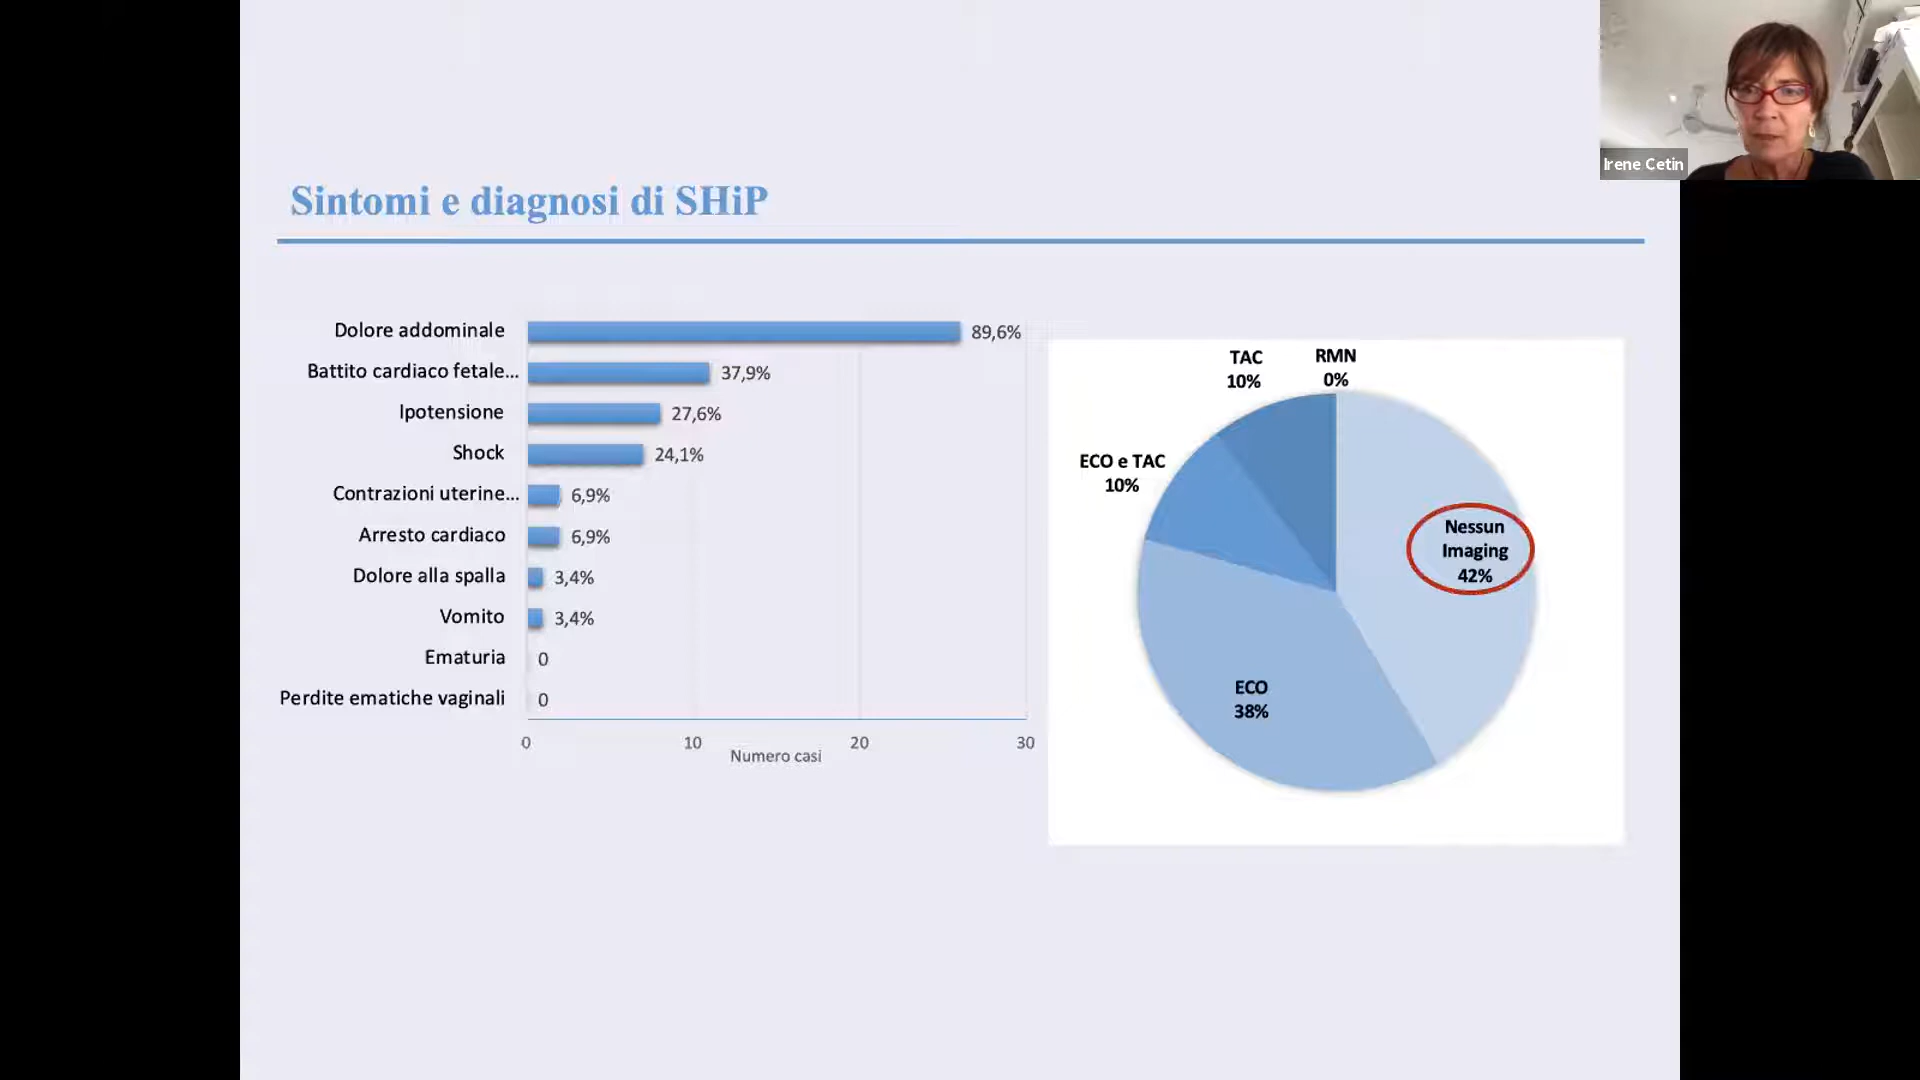 Irene Cetin
Sintomi e diagnosi di SHiP
Dolore addominale
89,6%
Battito cardiaco fetale...
37,9%
Ipotensione
27,6%
Shock
24,1%
Contrazioni uterine...
6,9%
Arresto cardiaco
6,9%
Dolore alla spalla
3,4%
Vomito
3,4%
Ematuria
0
Perdite ematiche vaginali
0
0
10
20
30
Numero casi
TAC
10%
RMN
0%
ECO e TAC
10%
Nessun
Imaging
42%
ECO
38%